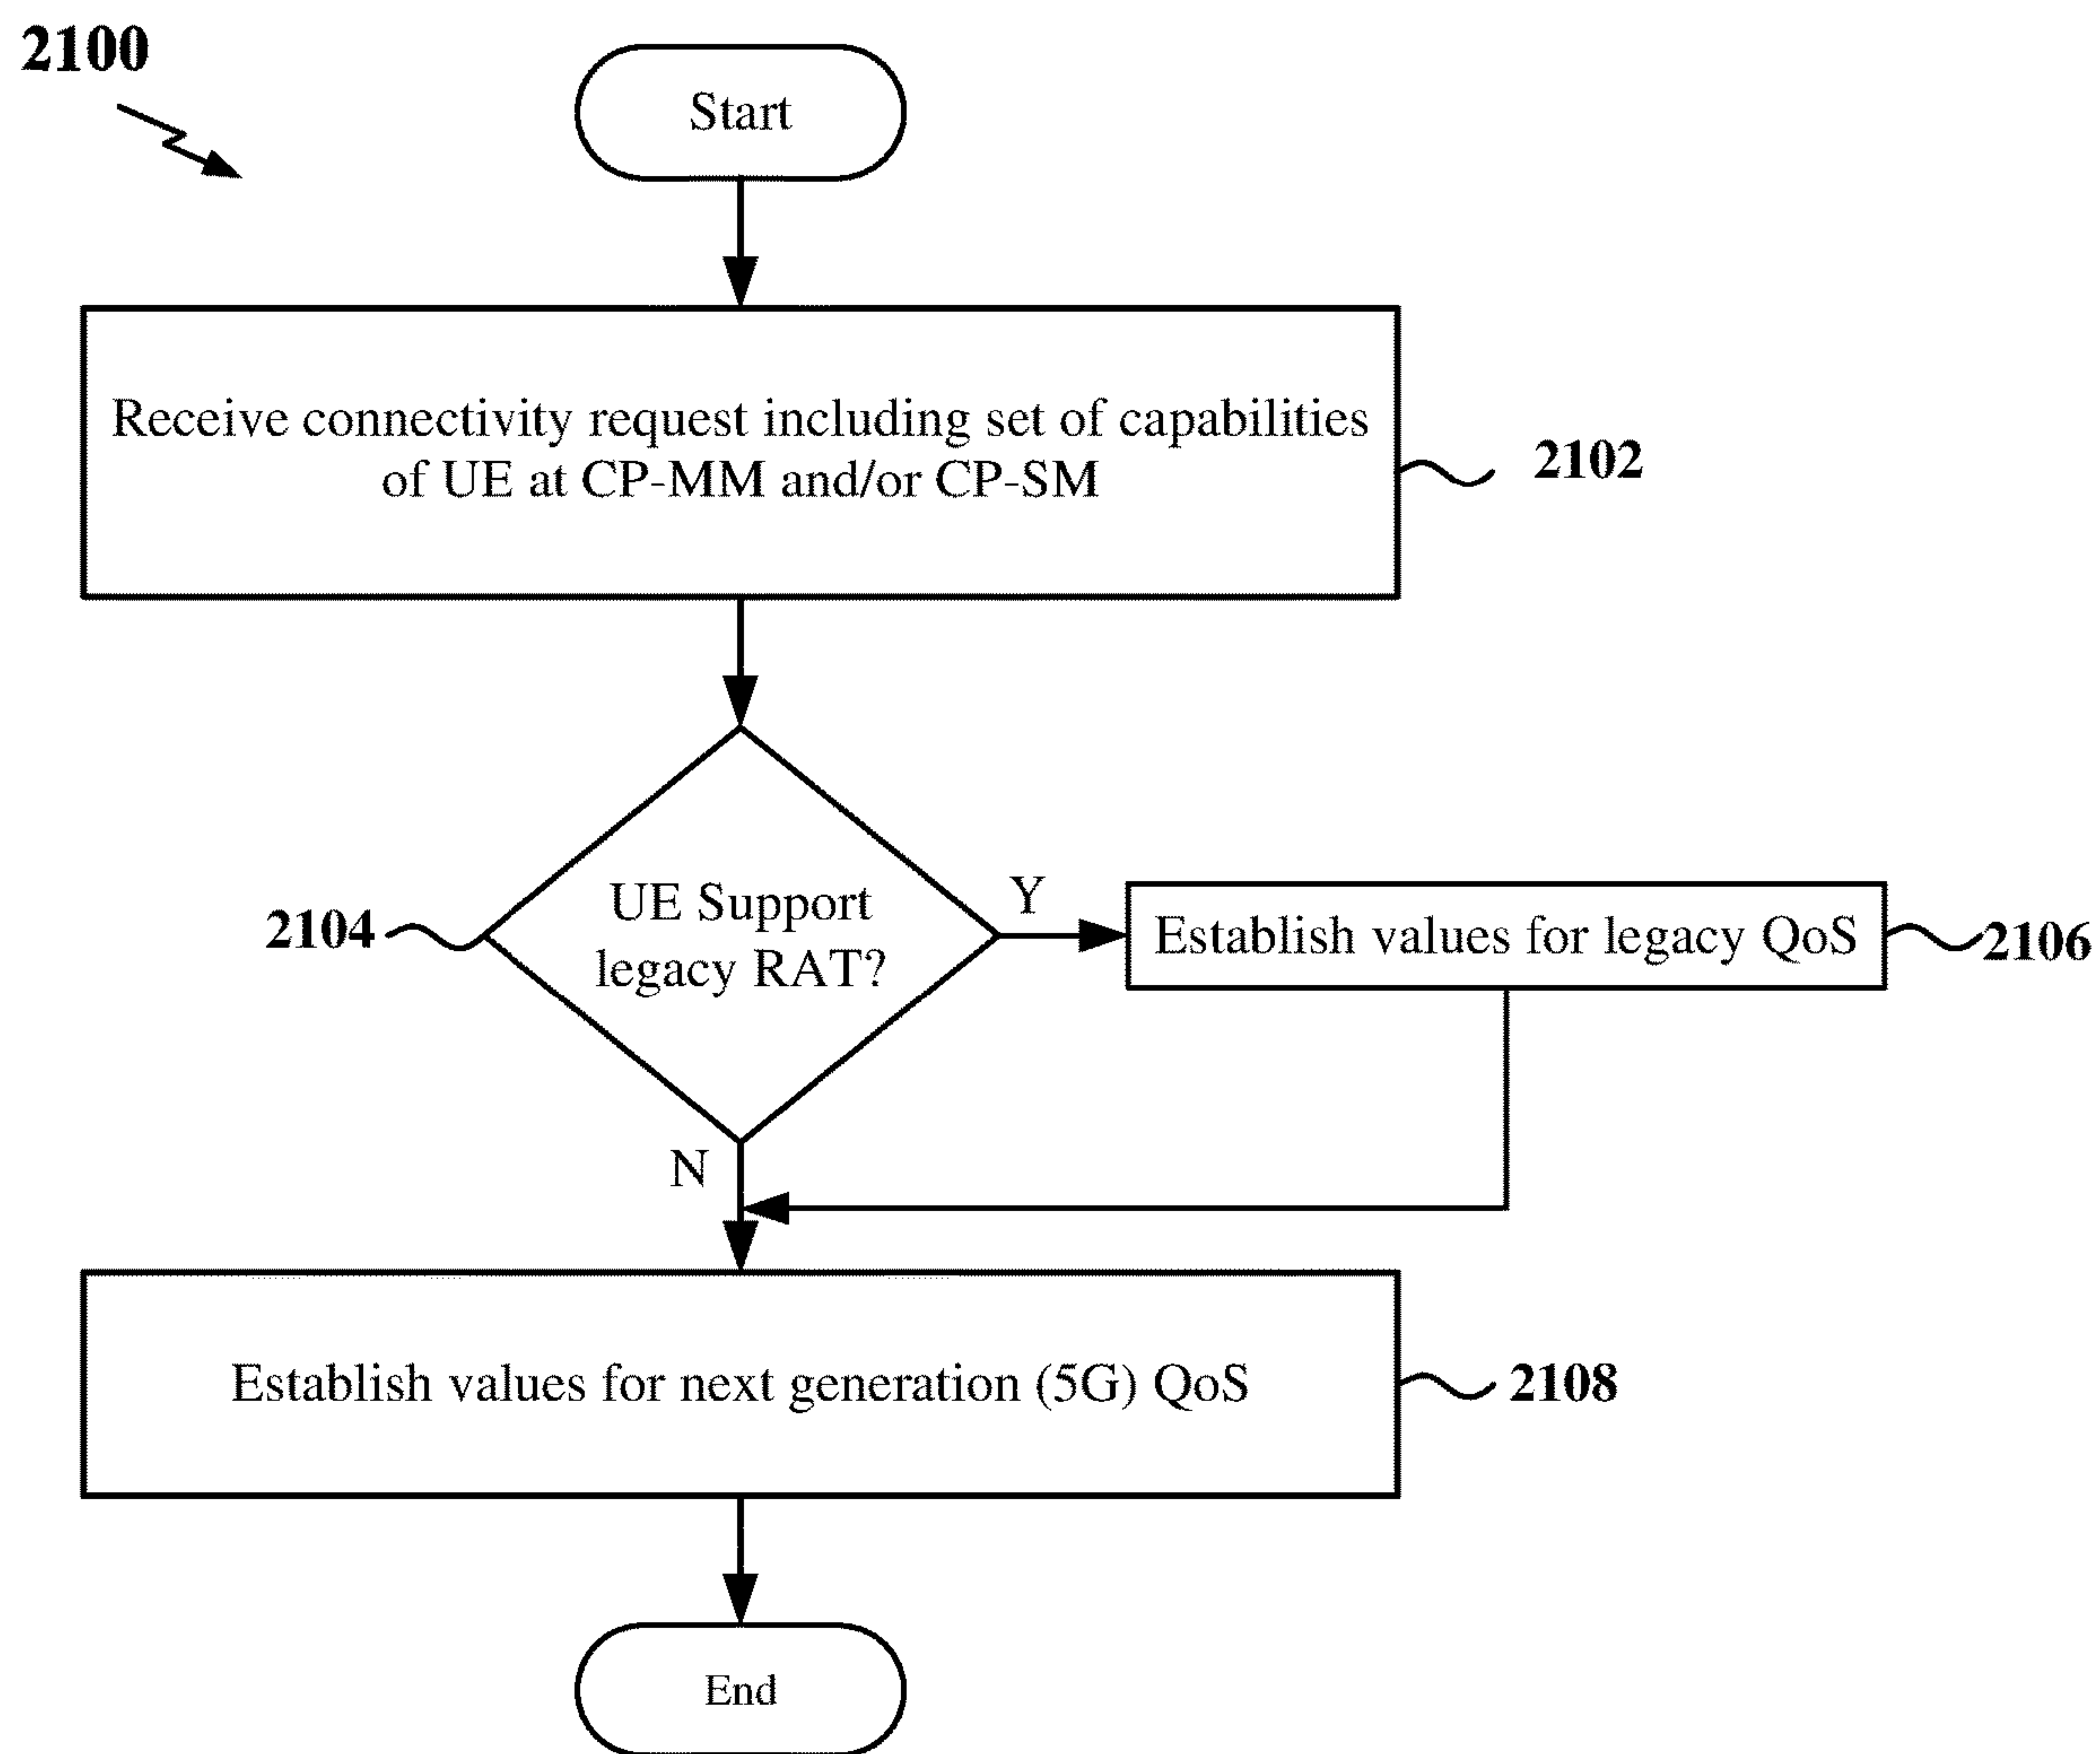 2100
Start
Receive connectivity request including set of capabilities
of UE at CP-MM and/or CP-SM
2102
UE Support
legacy RAT?
2104
Y
Establish values for legacy QoS
2106
N
Establish values for next generation (5G) QoS
2108
End